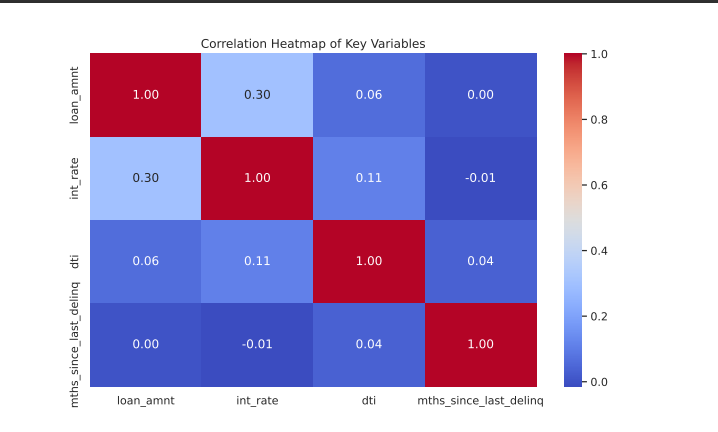 Correlation Heatmap of Key Variables
loan_amnt 1.00 0.30 0.06 0.00
int_rate 0.30 1.00 0.11 -0.01
dti 0.06 0.11 1.00 0.04
mths_since_last_delinq 0.00 -0.01 0.04 1.00
loan_amnt int_rate dti mths_since_last_delinq
1.0
0.8
0.6
0.4
0.2
0.0